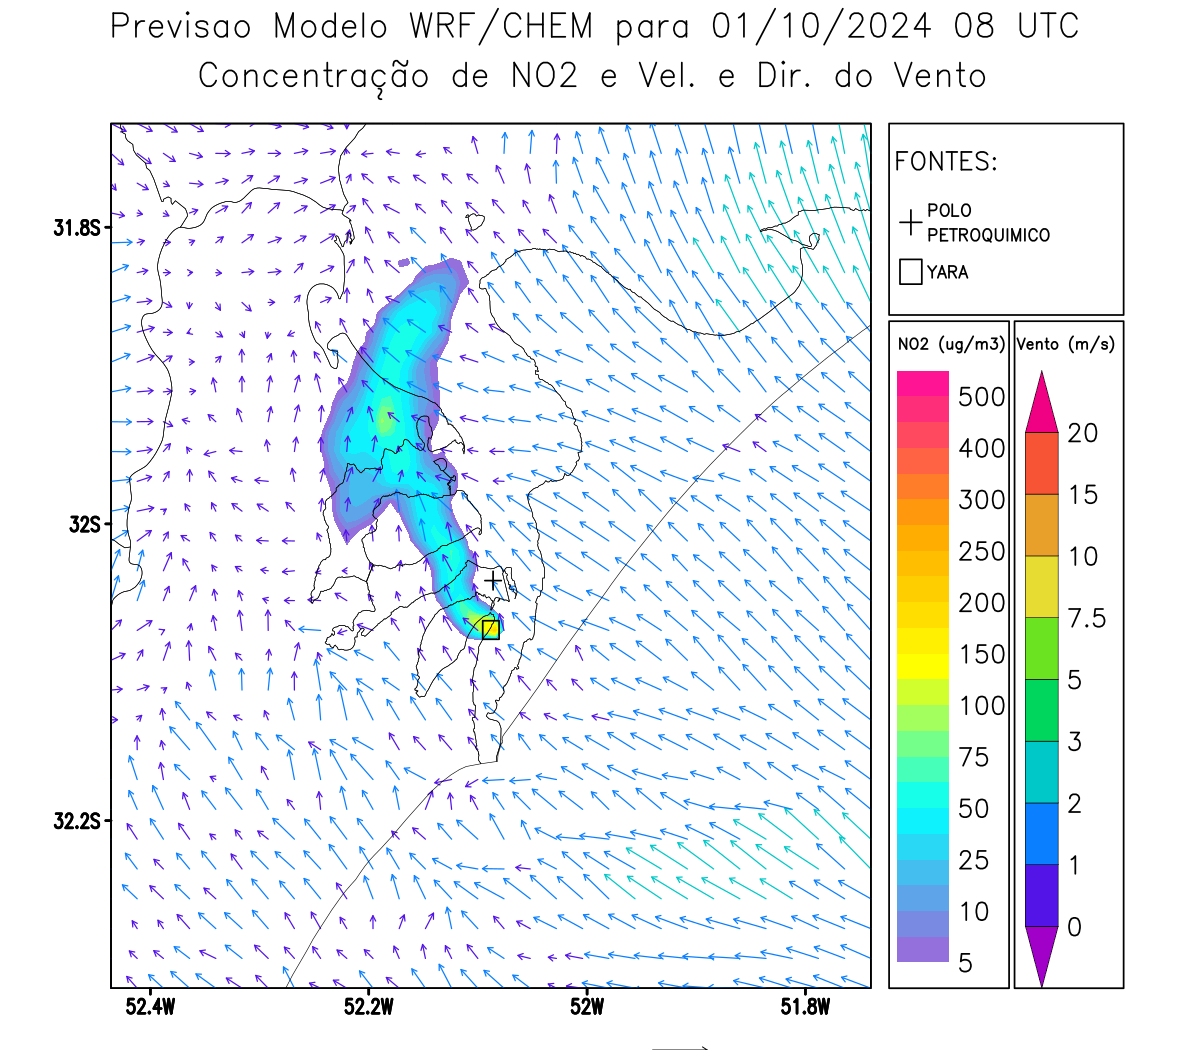 Previsao Modelo WRF/CHEM para 01/10/2024 08 UTC
Concentração de NO2 e Vel. e Dir. do Vento
FONTES:
POLO
PETROQUIMICO
YARA
31.8S
32S
32.2S
52.4W
52.2W
52W
51.8W
NO2 (ug/m3)
500
400
300
250
200
150
100
75
50
25
10
5
Vento (m/s)
20
15
10
7.5
5
3
2
1
0